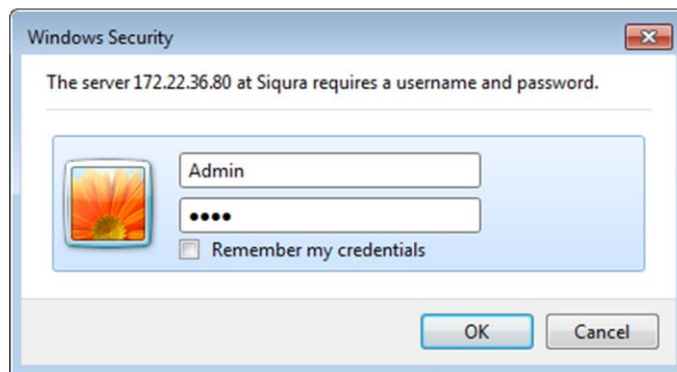 Windows Security
The server 172.22.36.80 at Siqura requires a username and password.
Admin
●●●●
Remember my credentials
OK
Cancel